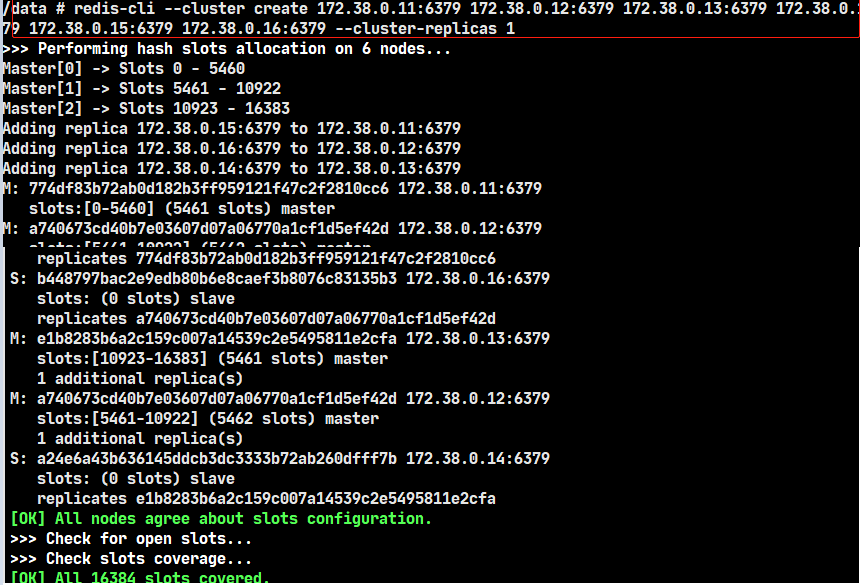 /data # redis-cli --cluster create 172.38.0.11:6379 172.38.0.12:6379 172.38.0.13:6379 172.38.0.1
79 172.38.0.15:6379 172.38.0.16:6379 --cluster-replicas 1
>>> Performing hash slots allocation on 6 nodes...
Master[0] -> Slots 0 - 5460
Master[1] -> Slots 5461 - 10922
Master[2] -> Slots 10923 - 16383
Adding replica 172.38.0.15:6379 to 172.38.0.11:6379
Adding replica 172.38.0.16:6379 to 172.38.0.12:6379
Adding replica 172.38.0.14:6379 to 172.38.0.13:6379
M: 774df83b72ab0d182b3ff959121f47c2f2810cc6 172.38.0.11:6379
slots:[0-5460] (5461 slots) master
M: a740673cd40b7e03607d07a06770a1cf1d5ef42d 172.38.0.12:6379
slots:[5461-10922] (5462 slots) master
replicates 774df83b72ab0d182b3ff959121f47c2f2810cc6
S: b448797bac2e9edb80b6e8caef3b8076c83135b3 172.38.0.16:6379
slots: (0 slots) slave
replicates a740673cd40b7e03607d07a06770a1cf1d5ef42d
M: e1b8283b6a2c159c007a14539c2e5495811e2cfa 172.38.0.13:6379
slots:[10923-16383] (5461 slots) master
1 additional replica(s)
M: a740673cd40b7e03607d07a06770a1cf1d5ef42d 172.38.0.12:6379
slots:[5461-10922] (5462 slots) master
1 additional replica(s)
S: a24e6a43b636145ddcb3dc3333b72ab260dfff7b 172.38.0.14:6379
slots: (0 slots) slave
replicates e1b8283b6a2c159c007a14539c2e5495811e2cfa
[OK] All nodes agree about slots configuration.
>>> Check for open slots...
>>> Check slots coverage...
[OK] All 16384 slots covered.